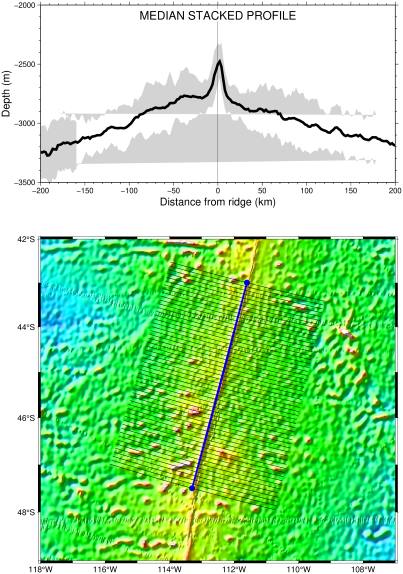 MEDIAN STACKED PROFILE
−2000
−2500
−3000
−3500
Depth (m)
−200 −150 −100 −50 0 50 100 150 200
Distance from ridge (km)
42°S
44°S
46°S
48°S
118°W 116°W 114°W 112°W 110°W 108°W